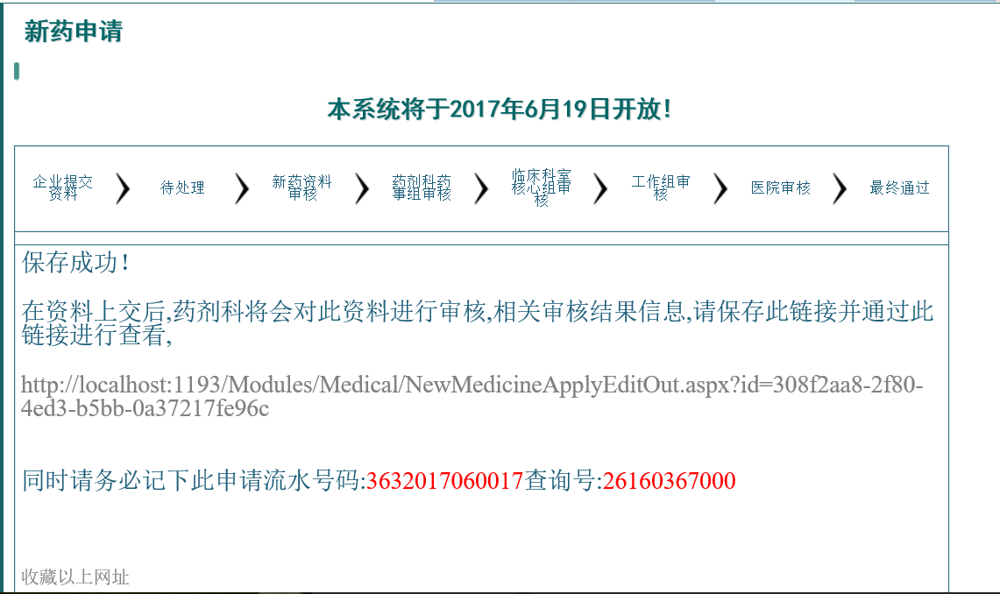 新药申请
本系统将于2017年6月19日开放！
企业提交
资料
待处理
新药资料
审核
药剂科药
事组审核
临床科室
核心组审
核
工作组审
核
医院审核
最终通过
保存成功！
在资料上交后,药剂科将会对此资料进行审核,相关审核结果信息,请保存此链接并通过此
链接进行查看,
http://localhost:1193/Modules/Medical/NewMedicineApplyEditOut.aspx?id=308f2aa8-2f80-
4ed3-b5bb-0a37217fe96c
同时请务必记下此申请流水号码:3632017060017查询号:26160367000
收藏以上网址